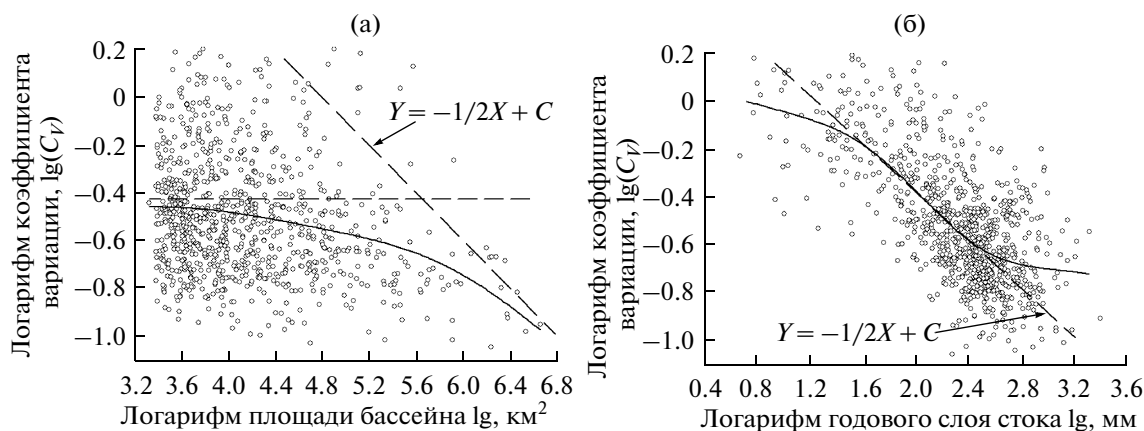 (а)
Логарифм коэффициента
вариации, lg(C_V)
0.2
0
−0.2
−0.4
−0.6
−0.8
−1.0
Y = −1/2X + C
3.2 3.6 4.0 4.4 4.8 5.2 5.6 6.0 6.4 6.8
Логарифм площади бассейна lg, км²
(б)
Логарифм коэффициента
вариации, lg(C_V)
0.2
0
−0.2
−0.4
−0.6
−0.8
−1.0
Y = −1/2X + C
0.4 0.8 1.2 1.6 2.0 2.4 2.8 3.2 3.6
Логарифм годового слоя стока lg, мм